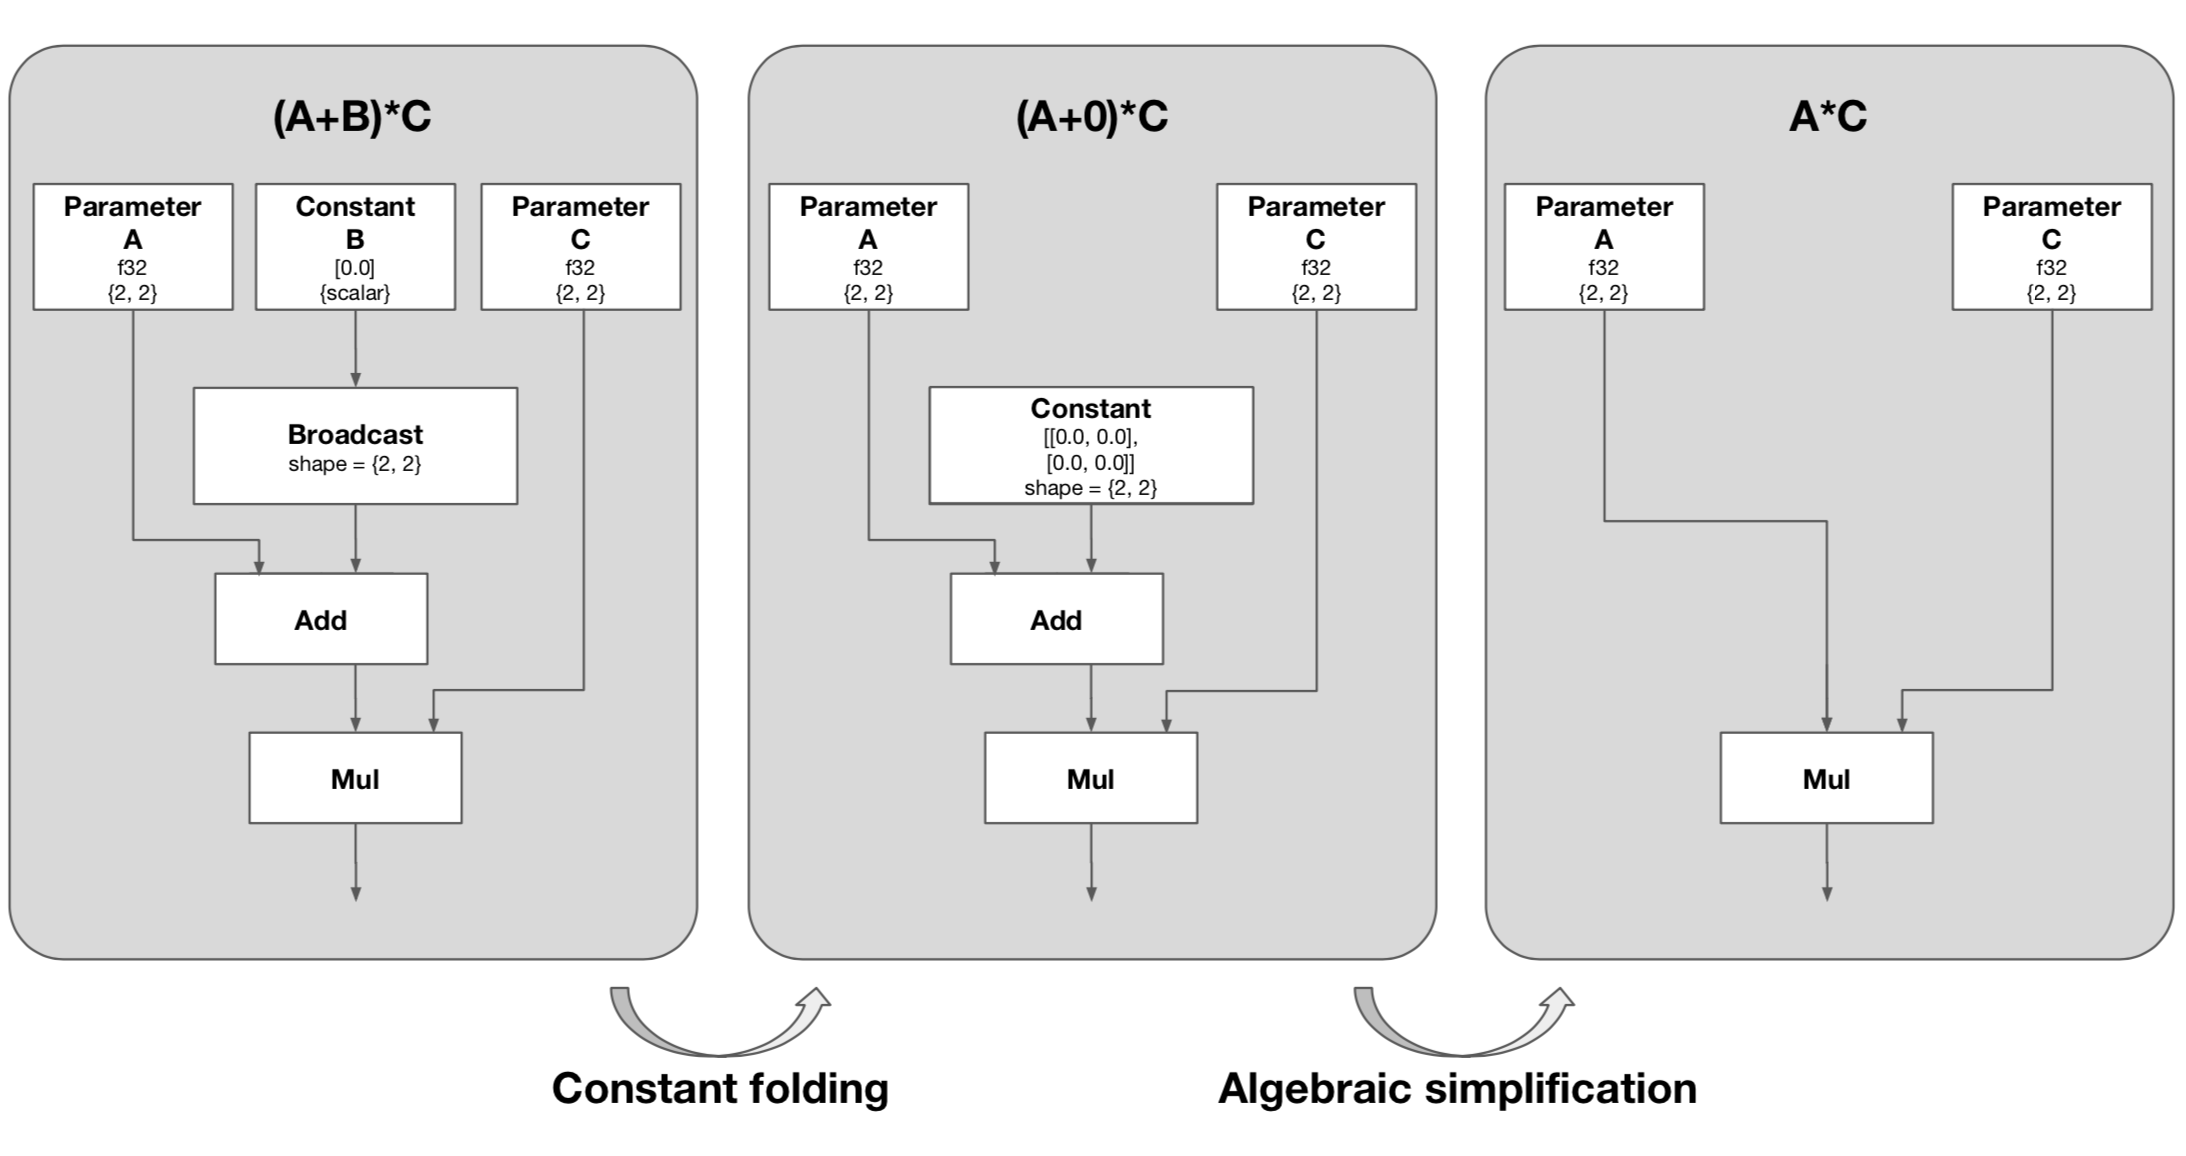 (A+B)*C
Parameter
A
f32
{2, 2}
Constant
B
[0.0]
{scalar}
Parameter
C
f32
{2, 2}
Broadcast
shape = {2, 2}
Add
Mul
(A+0)*C
Parameter
A
f32
{2, 2}
Parameter
C
f32
{2, 2}
Constant
[[0.0, 0.0],
[0.0, 0.0]]
shape = {2, 2}
Add
Mul
A*C
Parameter
A
f32
{2, 2}
Parameter
C
f32
{2, 2}
Mul
Constant folding
Algebraic simplification